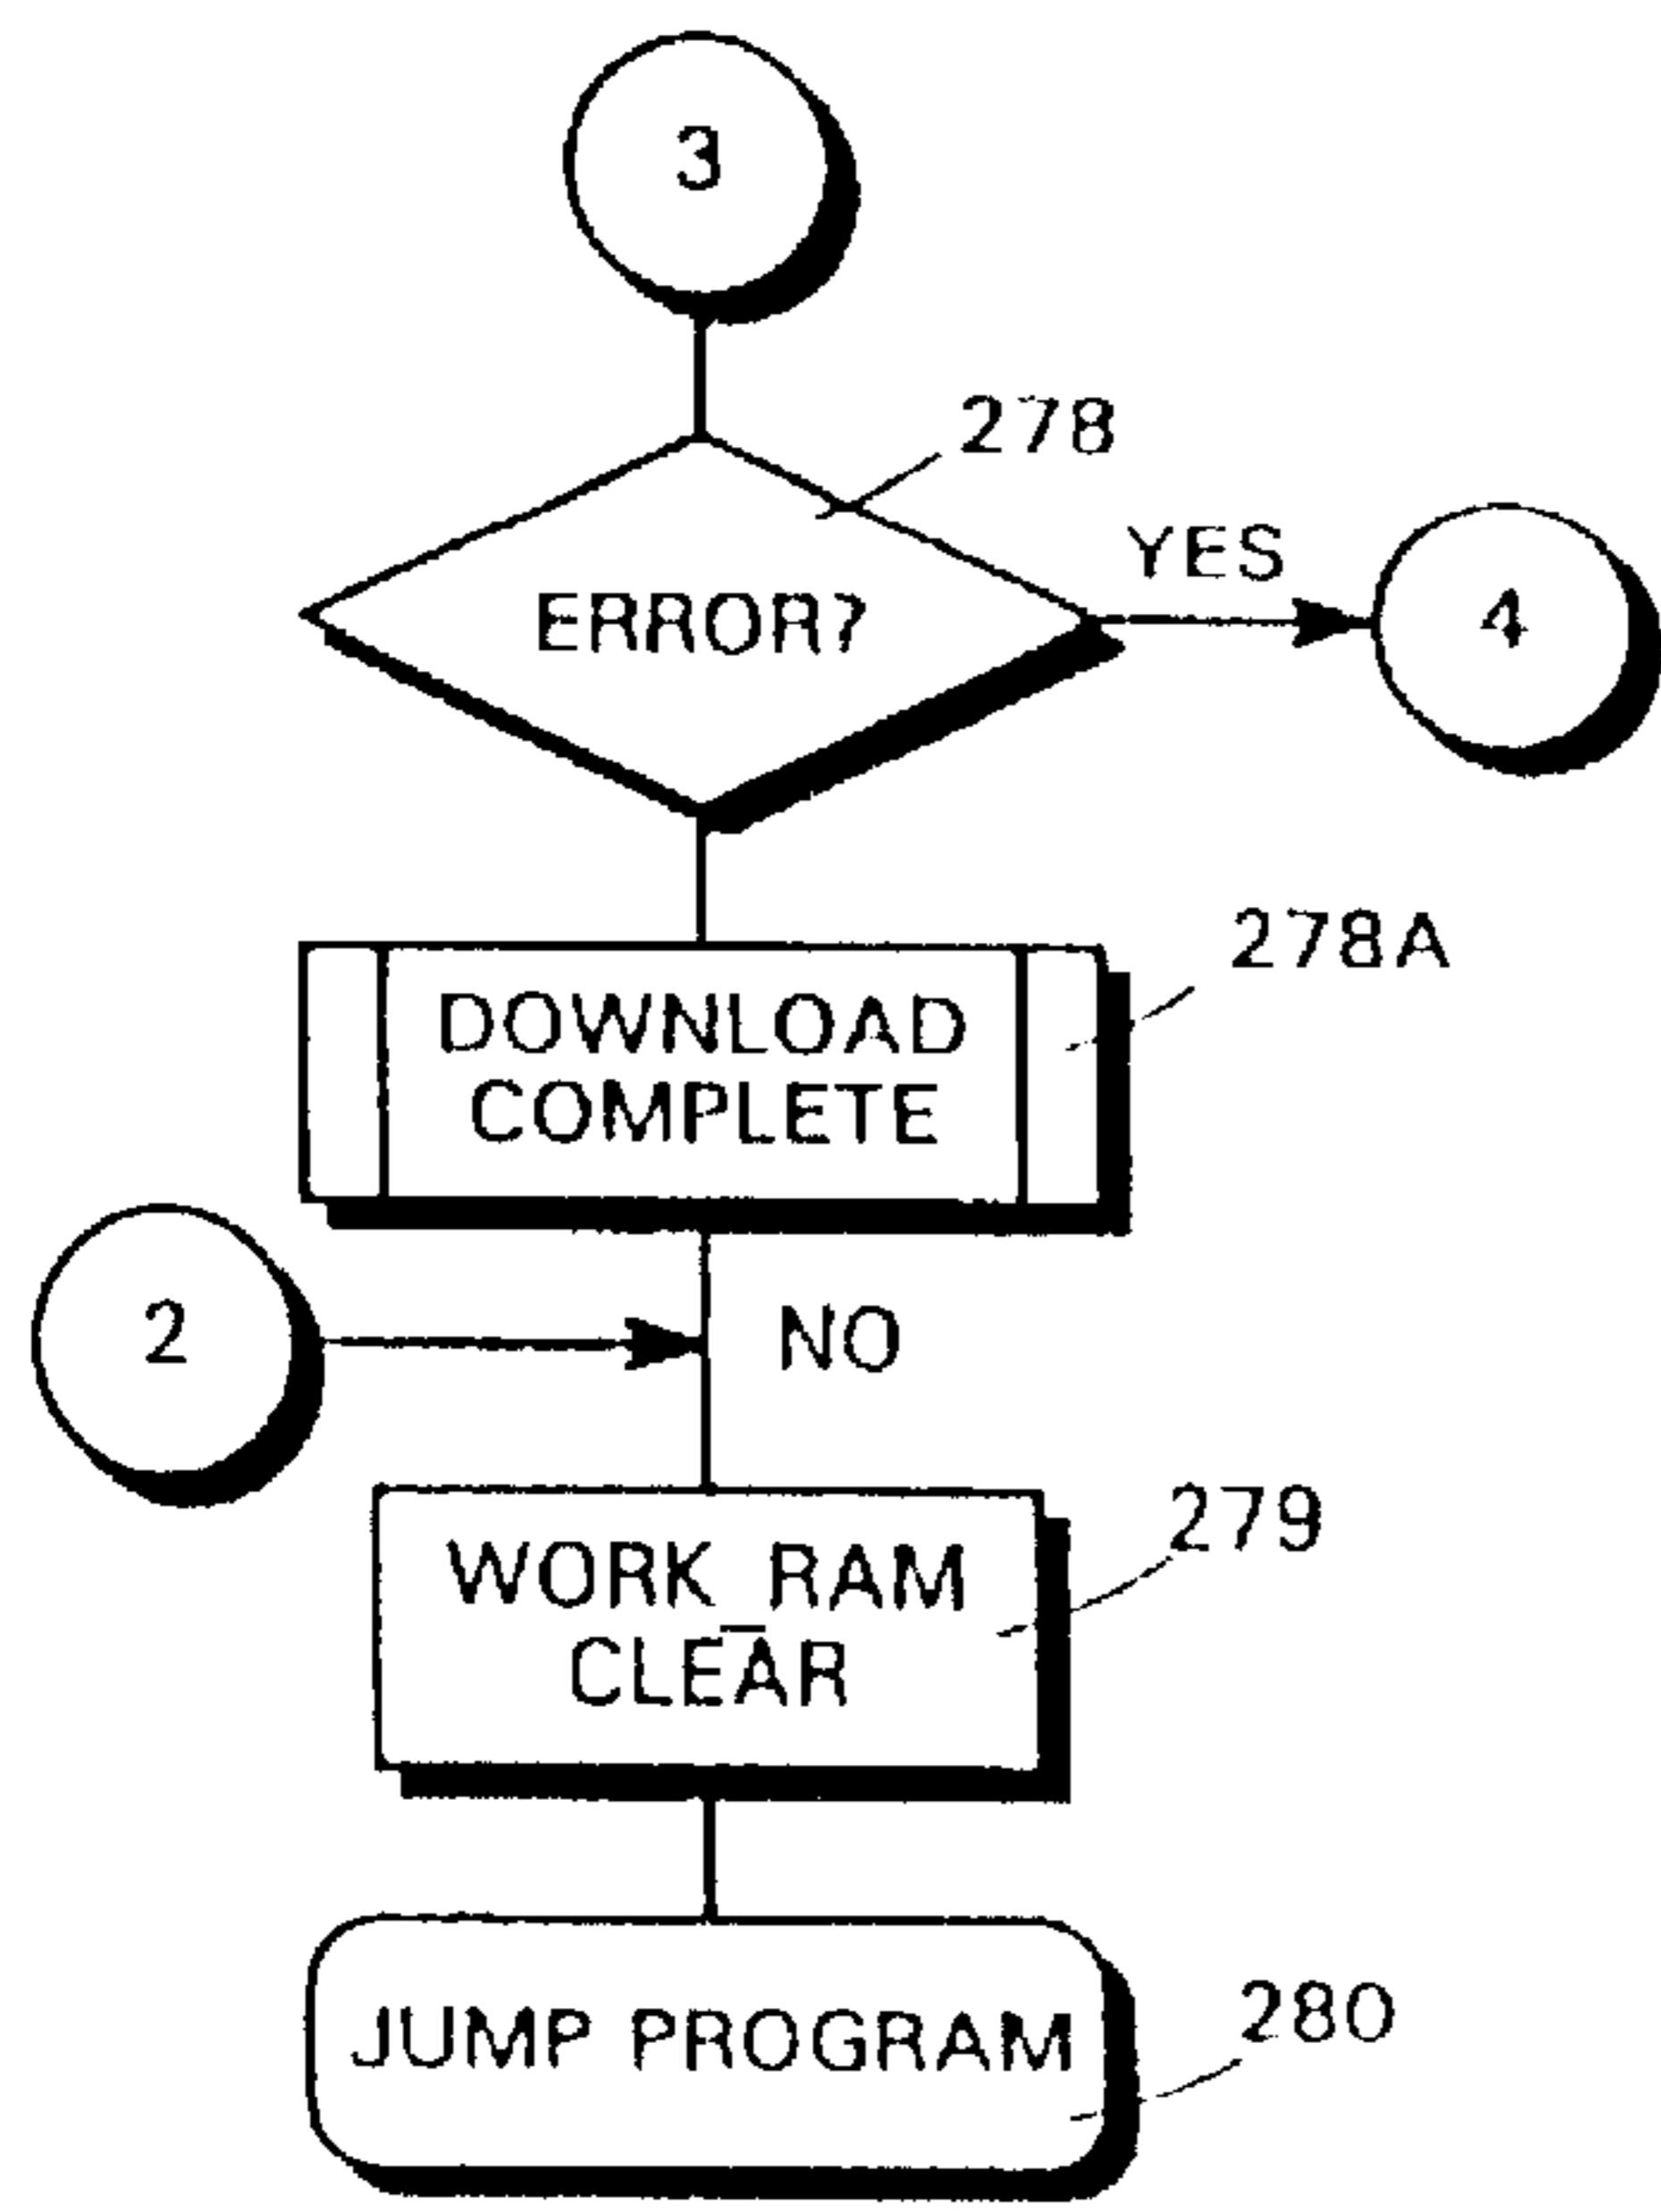 3
278
YES
ERROR?
4
278A
DOWNLOAD
COMPLETE
2
NO
279
WORK_RAM
CLEAR
280
JUMP PROGRAM